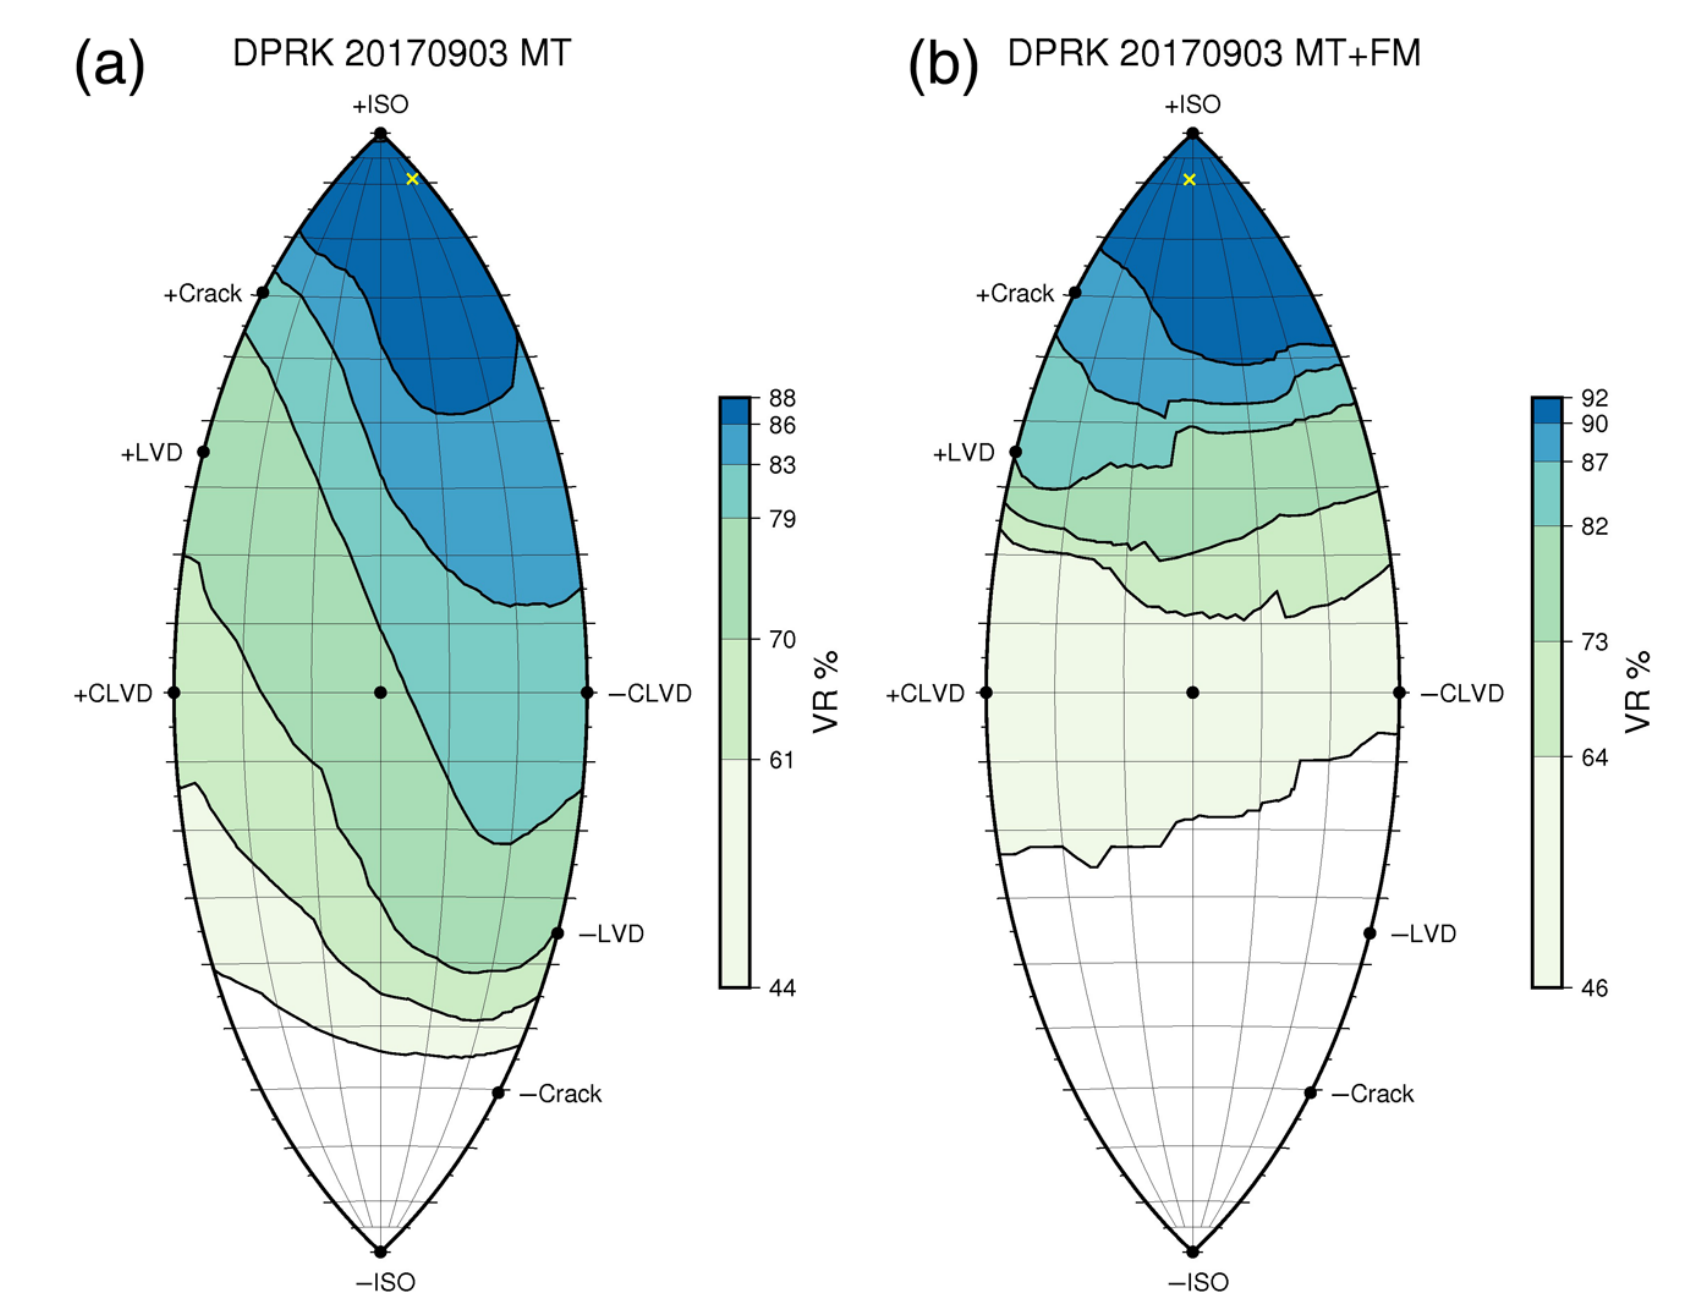 (a) DPRK 20170903 MT
+ISO
+Crack
+LVD
+CLVD
—CLVD
—LVD
—Crack
—ISO
88
86
83
79
70
61
44
VR %
(b) DPRK 20170903 MT+FM
+ISO
+Crack
+LVD
+CLVD
—CLVD
—LVD
—Crack
—ISO
92
90
87
82
73
64
46
VR %